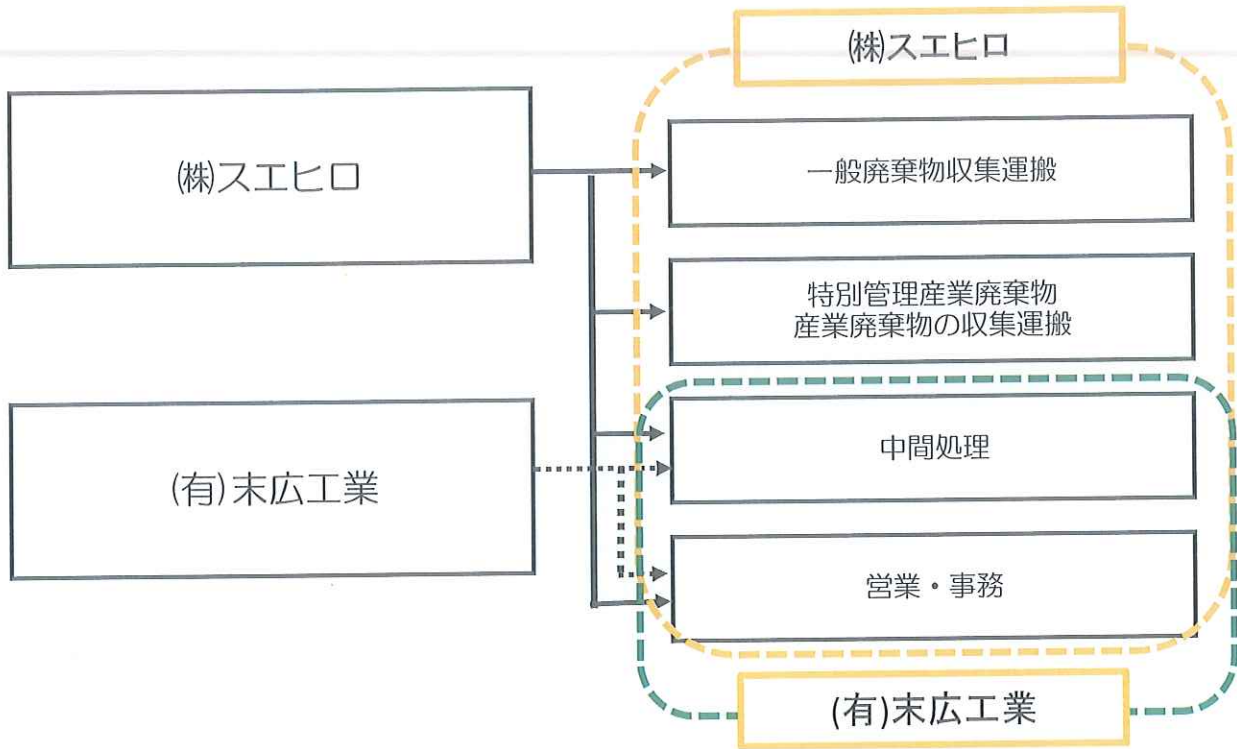 (株)スエヒロ
㈱スエヒロ
一般廃棄物収集運搬
特別管理産業廃棄物
産業廃棄物の収集運搬
(有)末広工業
中間処理
営業・事務
(有)末広工業